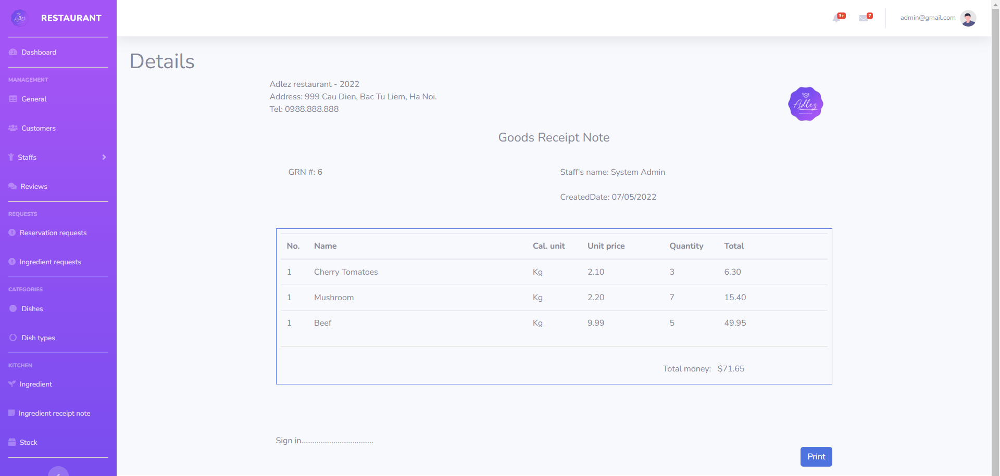 Adlez
RESTAURANT
3+
7
admin@gmail.com
Dashboard
MANAGEMENT
General
Customers
Staffs
Reviews
REQUESTS
Reservation requests
Ingredient requests
CATEGORIES
Dishes
Dish types
KITCHEN
Ingredient
Ingredient receipt note
Stock
Details
Adlez restaurant - 2022
Address: 999 Cau Dien, Bac Tu Liem, Ha Noi.
Tel: 0988.888.888
Adlez
Goods Receipt Note
GRN #: 6
Staff's name: System Admin
CreatedDate: 07/05/2022
No. Name Cal. unit Unit price Quantity Total
1 Cherry Tomatoes Kg 2.10 3 6.30
1 Mushroom Kg 2.20 7 15.40
1 Beef Kg 9.99 5 49.95
Total money: $71.65
Sign in......................................
Print